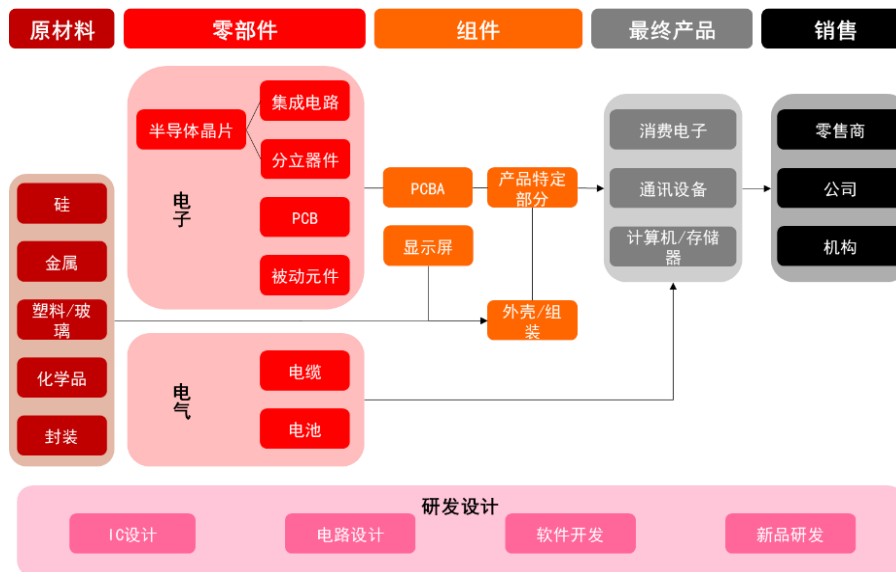 原材料
零部件
组件
最终产品
销售
硅
金属
塑料/玻
璃
化学品
封装
半导体晶片
集成电路
分立器件
电
子
PCB
被动元件
电
气
电缆
电池
PCBA
产品特定
部分
显示屏
外壳/组
装
消费电子
通讯设备
计算机/存储
器
零售商
公司
机构
研发设计
IC设计
电路设计
软件开发
新品研发